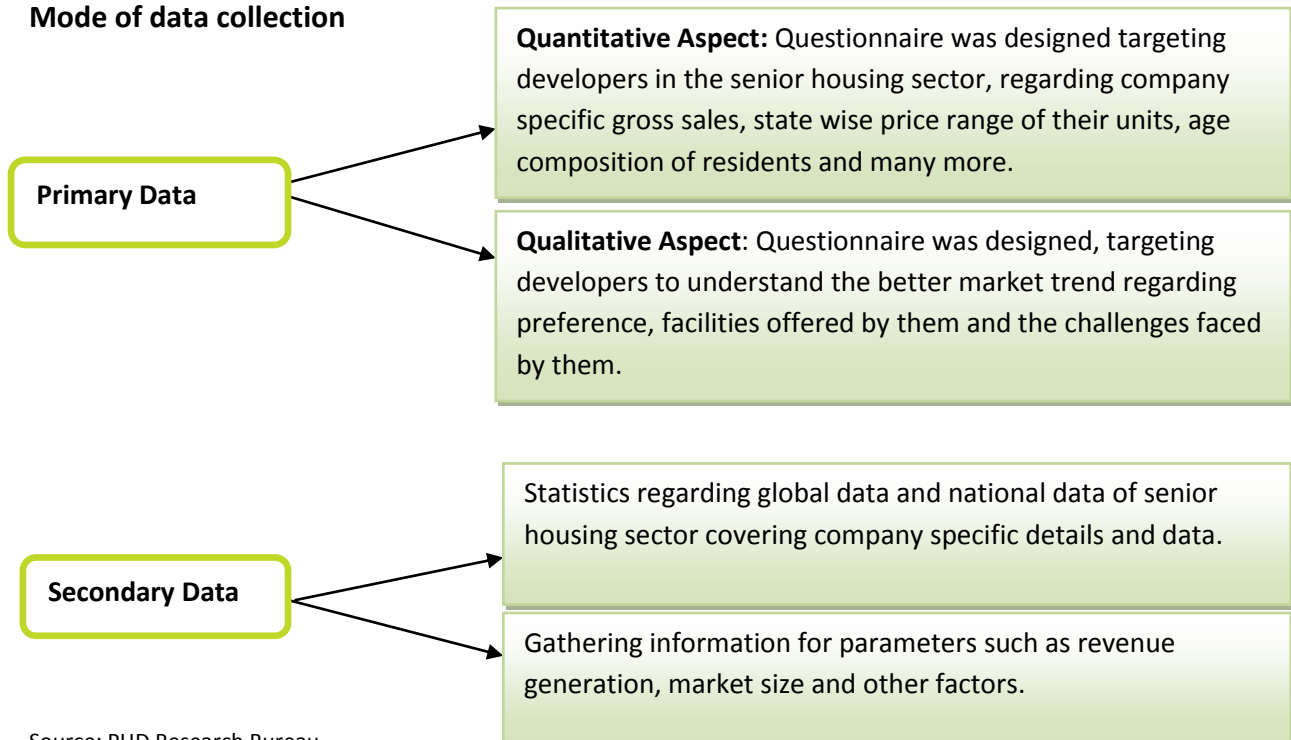 Mode of data collection
Quantitative Aspect: Questionnaire was designed targeting
developers in the senior housing sector, regarding company
specific gross sales, state wise price range of their units, age
composition of residents and many more.
Primary Data
Qualitative Aspect: Questionnaire was designed, targeting
developers to understand the better market trend regarding
preference, facilities offered by them and the challenges faced
by them.
Statistics regarding global data and national data of senior
housing sector covering company specific details and data.
Secondary Data
Gathering information for parameters such as revenue
generation, market size and other factors.
Source: PHD Research Bureau